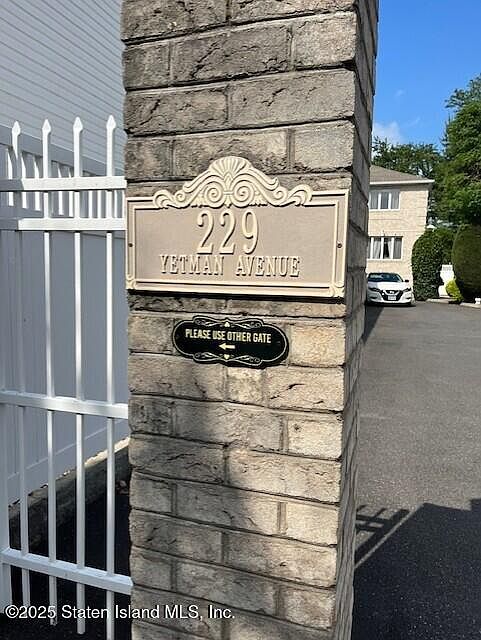 229
YETMAN AVENUE
PLEASE USE OTHER GATE
©2025 Staten Island MLS, Inc.